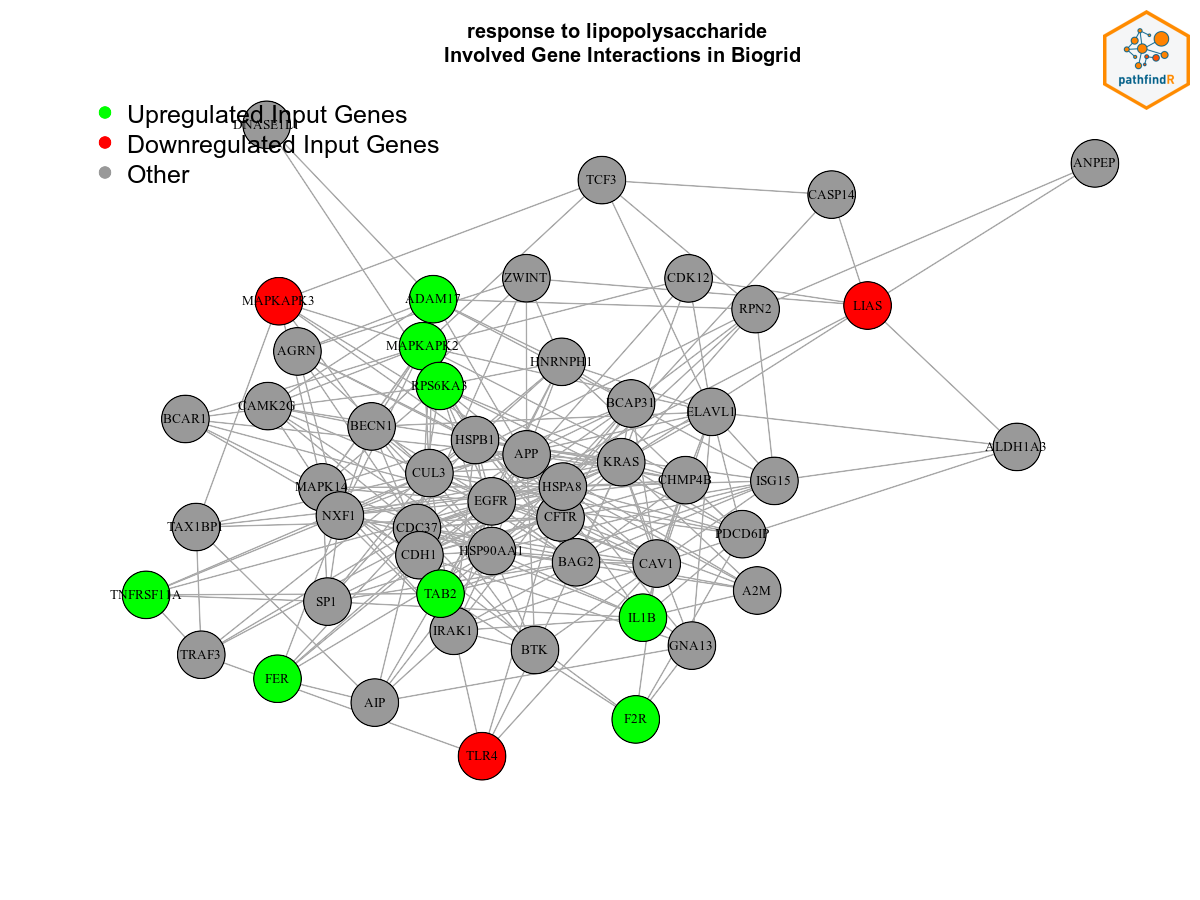 response to lipopolysaccharide
Involved Gene Interactions in Biogrid
pathfindR
Upregulated Input Genes
Downregulated Input Genes
Other
ANPEP
TCF3
CASP14
ZWINT
CDK12
MAPKAPK3
ADAM17
RPN2
LIAS
AGRN
MAPKAPK2
HNRNPH1
RPS6KA3
BCAR1
CAMK2G
BECN1
BCAP31
ELAVL1
HSPB1
APP
ALDH1A3
CUL3
KRAS
CHMP4B
ISG15
MAPK14
HSPA8
EGFR
NXF1
CFTR
TAX1BP1
CDC37
PDCD6IP
CDH1
HSP90AA1
BAG2
CAV1
TNFRSF11A
SP1
TAB2
A2M
IL1B
IRAK1
TRAF3
BTK
GNA13
FER
AIP
F2R
TLR4